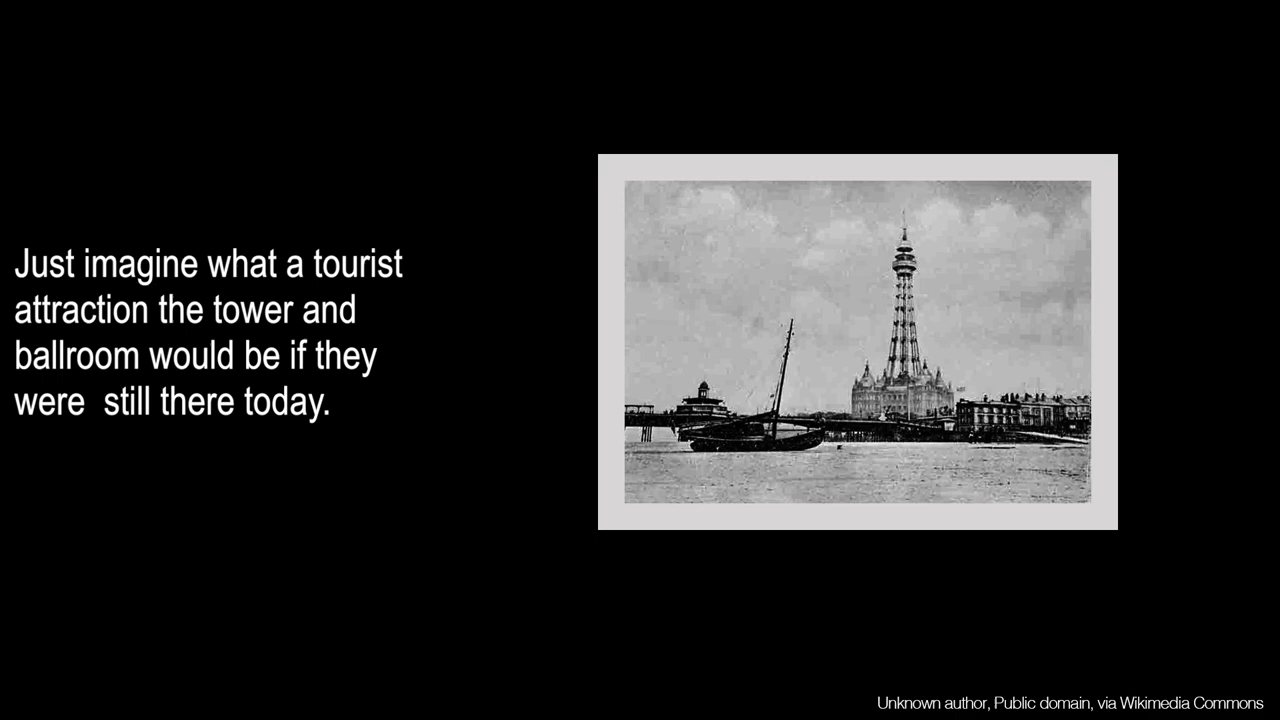 Just imagine what a tourist
attraction the tower and
ballroom would be if they
were  still there today.
Unknown author, Public domain, via Wikimedia Commons